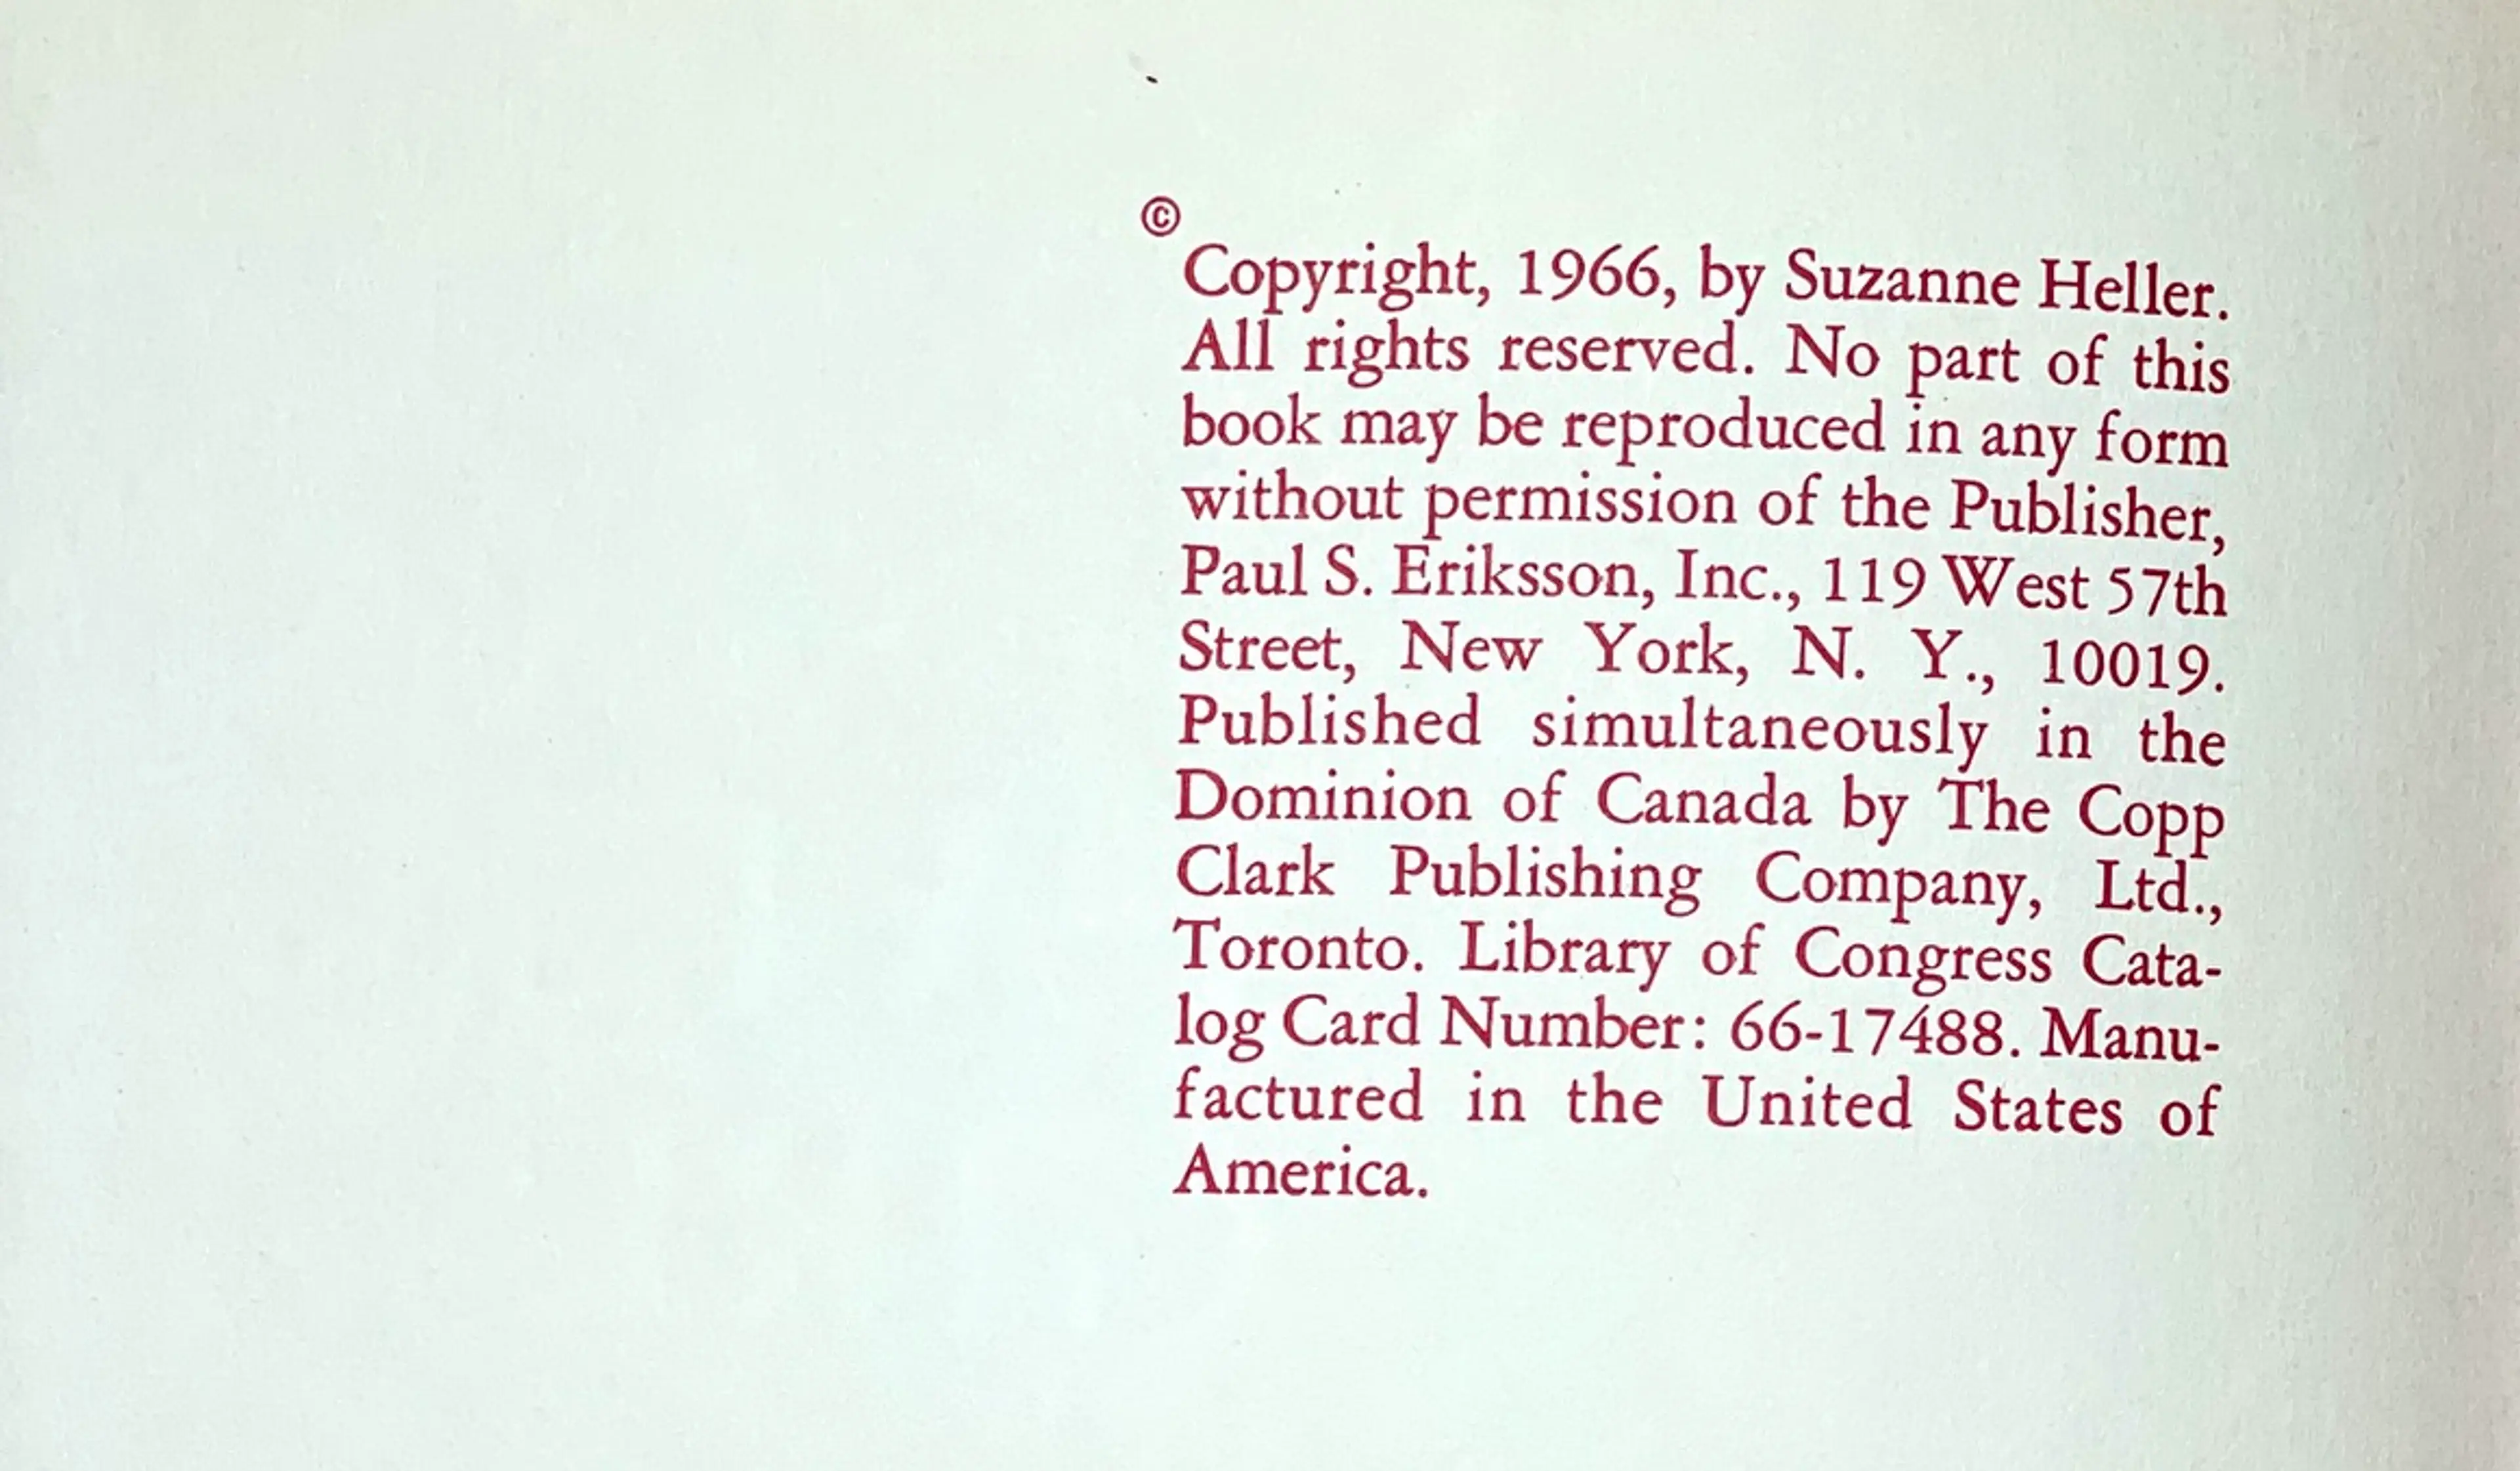 ©
Copyright, 1966, by Suzanne Heller.
All rights reserved. No part of this
book may be reproduced in any form
without permission of the Publisher,
Paul S. Eriksson, Inc., 119 West 57th
Street, New York, N. Y., 10019.
Published simultaneously in the
Dominion of Canada by The Copp
Clark Publishing Company, Ltd.,
Toronto. Library of Congress Cata-
log Card Number: 66-17488. Manu-
factured in the United States of
America.